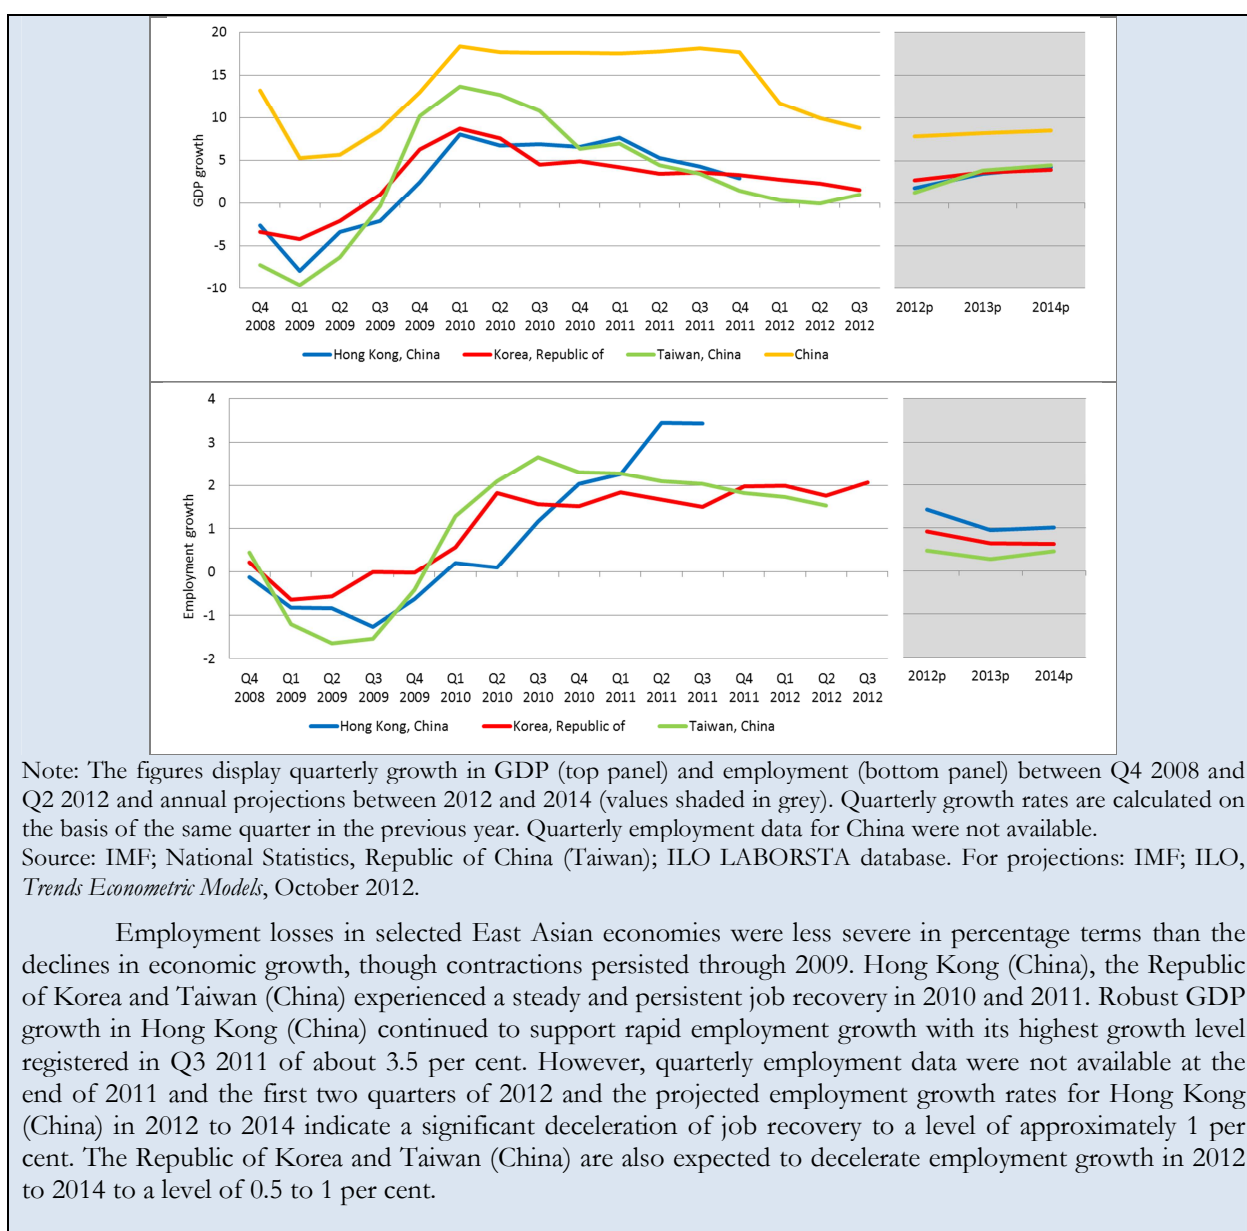 20
15
10
5
0
-5
-10
GDP growth
Q4 Q1 Q2 Q3 Q4 Q1 Q2 Q3 Q4 Q1 Q2 Q3 Q4 Q1 Q2 Q3
2008 2009 2009 2009 2009 2010 2010 2010 2010 2011 2011 2011 2011 2012 2012 2012
2012p 2013p 2014p
Hong Kong, China Korea, Republic of Taiwan, China China
4
3
2
1
0
-1
-2
Employment growth
Q4 Q1 Q2 Q3 Q4 Q1 Q2 Q3 Q4 Q1 Q2 Q3 Q4 Q1 Q2 Q3
2008 2009 2009 2009 2009 2010 2010 2010 2010 2011 2011 2011 2011 2012 2012 2012
2012p 2013p 2014p
Hong Kong, China Korea, Republic of Taiwan, China
Note: The figures display quarterly growth in GDP (top panel) and employment (bottom panel) between Q4 2008 and
Q2 2012 and annual projections between 2012 and 2014 (values shaded in grey). Quarterly growth rates are calculated on
the basis of the same quarter in the previous year. Quarterly employment data for China were not available.
Source: IMF; National Statistics, Republic of China (Taiwan); ILO LABORSTA database. For projections: IMF; ILO,
Trends Econometric Models, October 2012.
Employment losses in selected East Asian economies were less severe in percentage terms than the
declines in economic growth, though contractions persisted through 2009. Hong Kong (China), the Republic
of Korea and Taiwan (China) experienced a steady and persistent job recovery in 2010 and 2011. Robust GDP
growth in Hong Kong (China) continued to support rapid employment growth with its highest growth level
registered in Q3 2011 of about 3.5 per cent. However, quarterly employment data were not available at the
end of 2011 and the first two quarters of 2012 and the projected employment growth rates for Hong Kong
(China) in 2012 to 2014 indicate a significant deceleration of job recovery to a level of approximately 1 per
cent. The Republic of Korea and Taiwan (China) are also expected to decelerate employment growth in 2012
to 2014 to a level of 0.5 to 1 per cent.